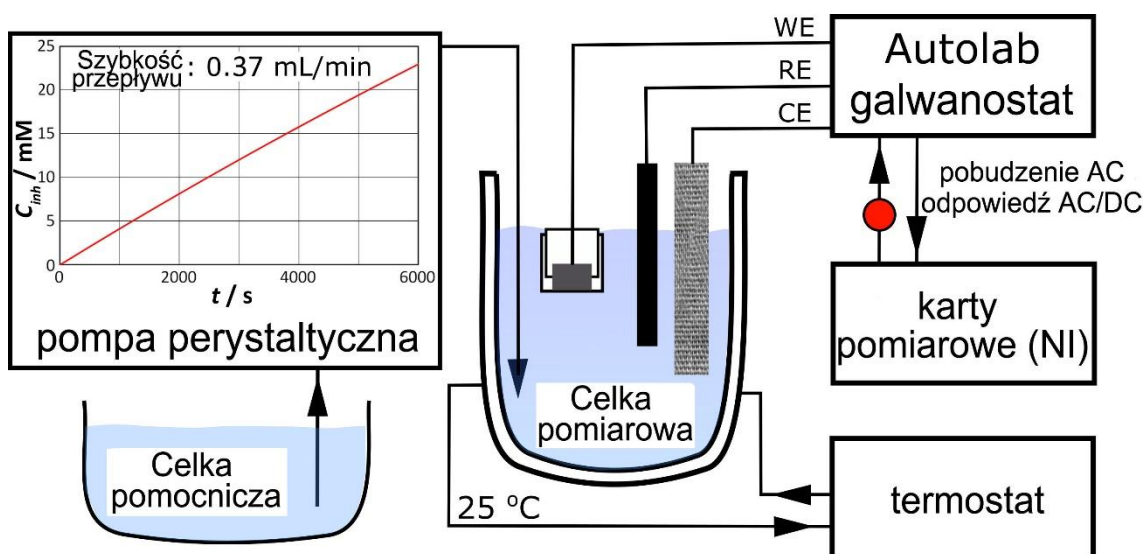 25
20
15
10
5
0
C_inh / mM
Szybkość
przepływu : 0.37 mL/min
0
2000
4000
6000
t / s
pompa perystaltyczna
Celka
pomocnicza
WE
RE
CE
Celka
pomiarowa
25 °C
Autolab
galwanostat
pobudzenie AC
odpowiedź AC/DC
karty
pomiarowe (NI)
termostat